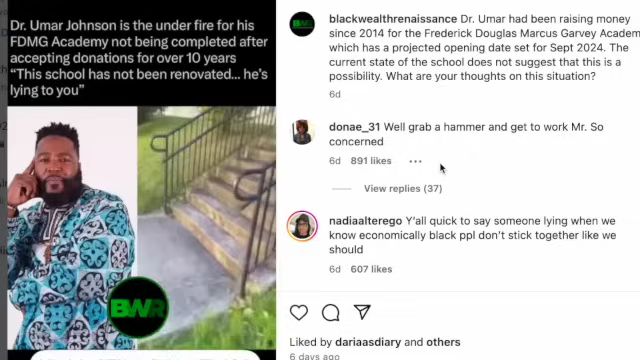 Dr. Umar Johnson is the under fire for his
FDMG Academy not being completed after
accepting donations for over 10 years
“This school has not been renovated... he’s
lying to you”
BWR
blackwealthrenaissance Dr. Umar had been raising money
since 2014 for the Frederick Douglas Marcus Garvey Academ
which has a projected opening date set for Sept 2024. The
current state of the school does not suggest that this is a
possibility. What are your thoughts on this situation?
6d
donae_31 Well grab a hammer and get to work Mr. So
concerned
6d 891 likes ...
View replies (37)
nadiaalterego Y'all quick to say someone lying when we
know economically black ppl don't stick together like we
should
6d 607 likes
Liked by dariaasdiary and others
6 days ago